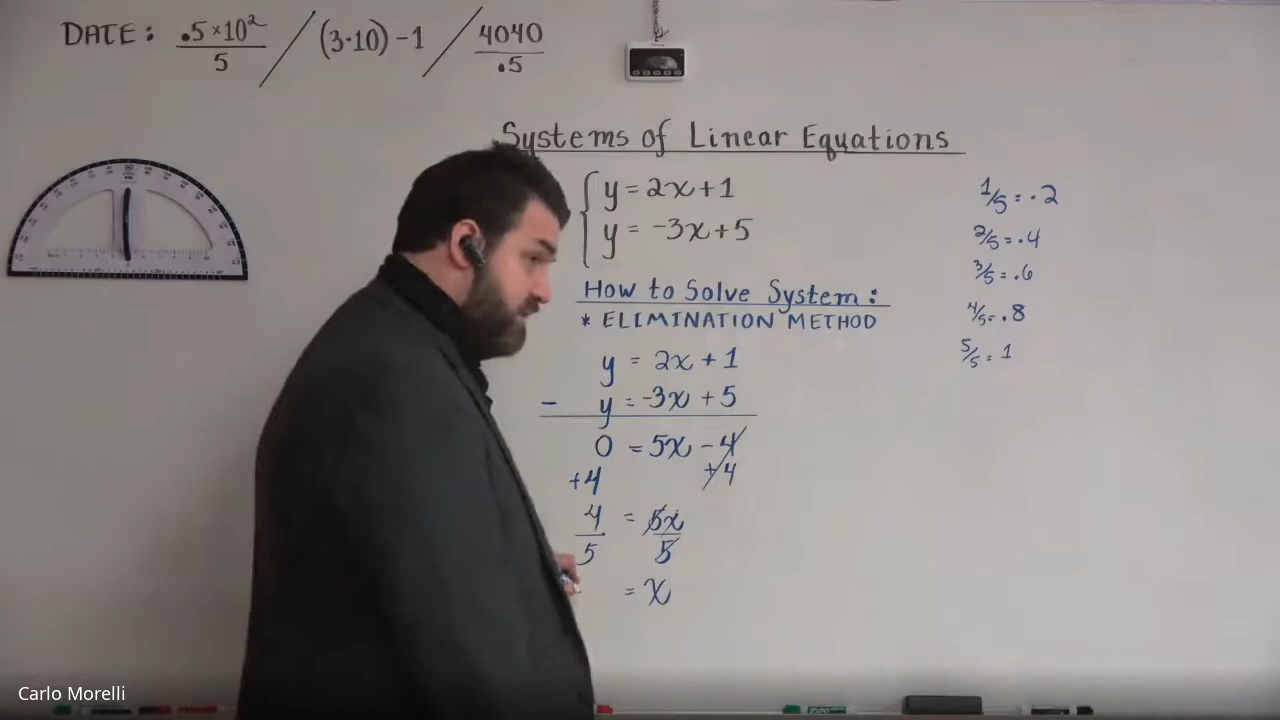 DATE: .5×10²/5 / (3·10)-1 / 4040/.5
Systems of Linear Equations
y = 2x+1
y = -3x+5
How to Solve System:
* ELIMINATION METHOD
y = 2x + 1
- y = -3x + 5
0 = 5x - 4
+4 +4
4/5 = 5x/5
= x
1/5 = .2
2/5 = .4
3/5 = .6
4/5 = .8
5/5 = 1
Carlo Morelli